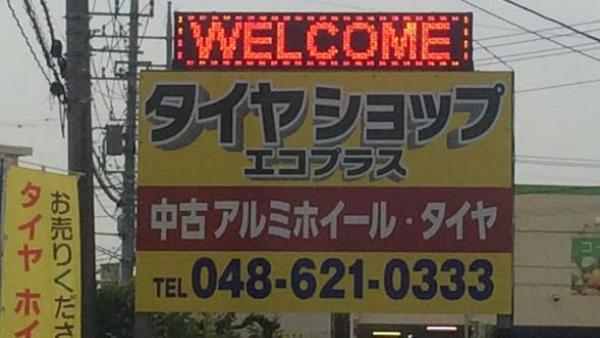 WELCOME
タイヤショップ
エコプラス
中古 アルミホイール・タイヤ
TEL 048-621-0333
お売りくださ
タイヤ ホイ